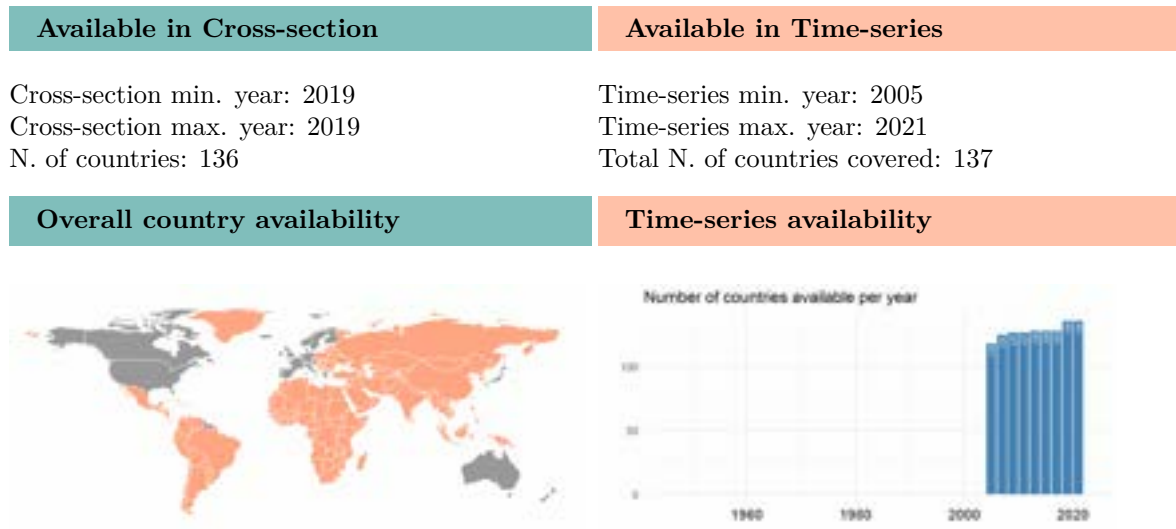 Available in Cross-section
Available in Time-series
Cross-section min. year: 2019
Cross-section max. year: 2019
N. of countries: 136
Time-series min. year: 2005
Time-series max. year: 2021
Total N. of countries covered: 137
Overall country availability
Time-series availability
Number of countries available per year
100
50
0
1960
1980
2000
2020